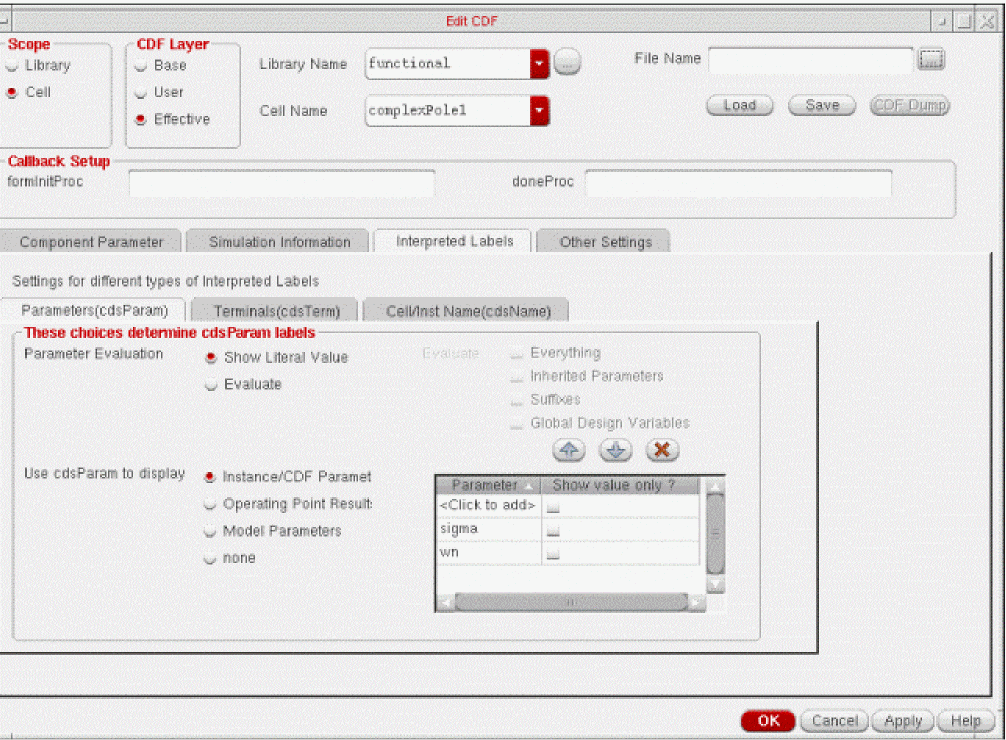 Edit CDF
Scope
Library
Cell
CDF Layer
Base
User
Effective
Library Name functional ...
Cell Name complexPole1
File Name ...
Load Save CDF Dump
Callback Setup
formInitProc doneProc
Component Parameter Simulation Information Interpreted Labels Other Settings
Settings for different types of Interpreted Labels
Parameters(cdsParam) Terminals(cdsTerm) Cell/Inst Name(cdsName)
These choices determine cdsParam labels
Parameter Evaluation Show Literal Value
Evaluate
Evaluate Everything
Inherited Parameters
Suffixes
Global Design Variables
Use cdsParam to display Instance/CDF Paramet
Operating Point Result:
Model Parameters
none
Parameter Show value only ?
<Click to add>
sigma
wn
OK Cancel Apply Help